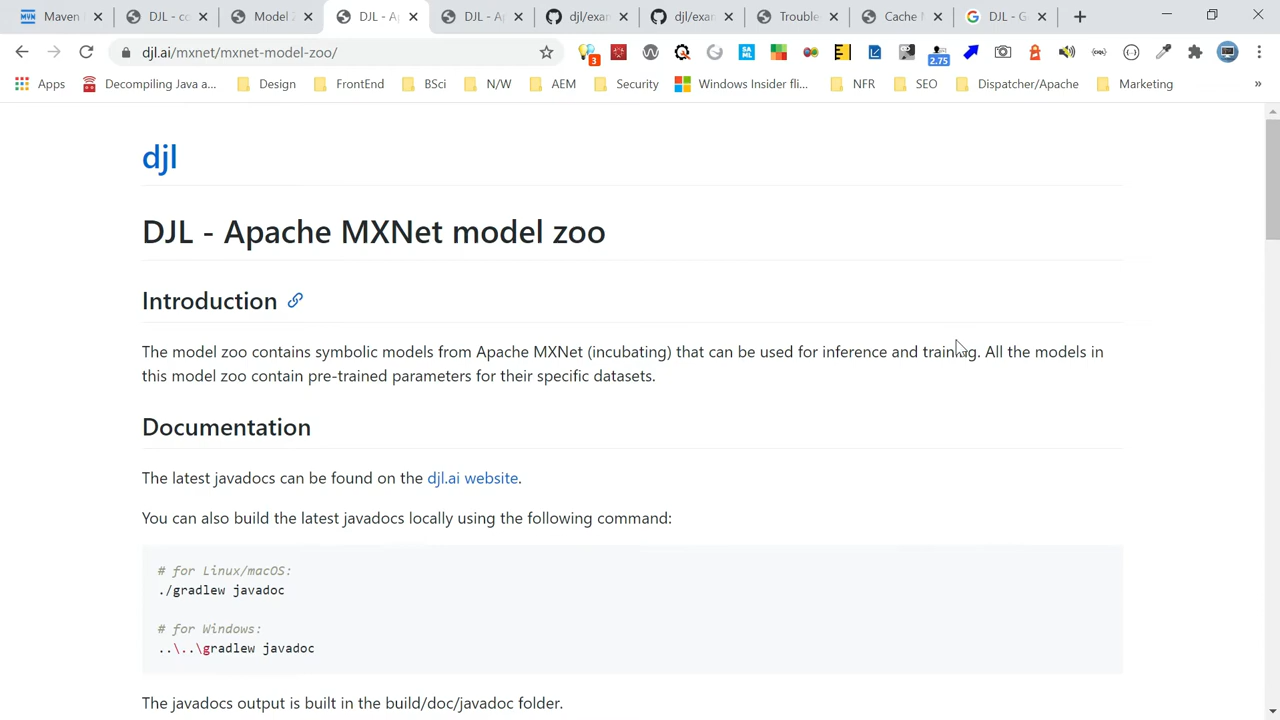 Maven
DJL - co
Model Z
DJL - Ap
DJL - Ap
djl/exan
djl/exan
Trouble
Cache M
DJL - G
djl.ai/mxnet/mxnet-model-zoo/
3
SAML
2.75
Apps
Decompiling Java a...
Design
FrontEnd
BSci
N/W
AEM
Security
Windows Insider fli...
NFR
SEO
Dispatcher/Apache
Marketing
»
djl
DJL - Apache MXNet model zoo
Introduction
The model zoo contains symbolic models from Apache MXNet (incubating) that can be used for inference and training. All the models in
this model zoo contain pre-trained parameters for their specific datasets.
Documentation
The latest javadocs can be found on the djl.ai website.
You can also build the latest javadocs locally using the following command:
# for Linux/macOS:
./gradlew javadoc
# for Windows:
..\..\gradlew javadoc
The javadocs output is built in the build/doc/javadoc folder.